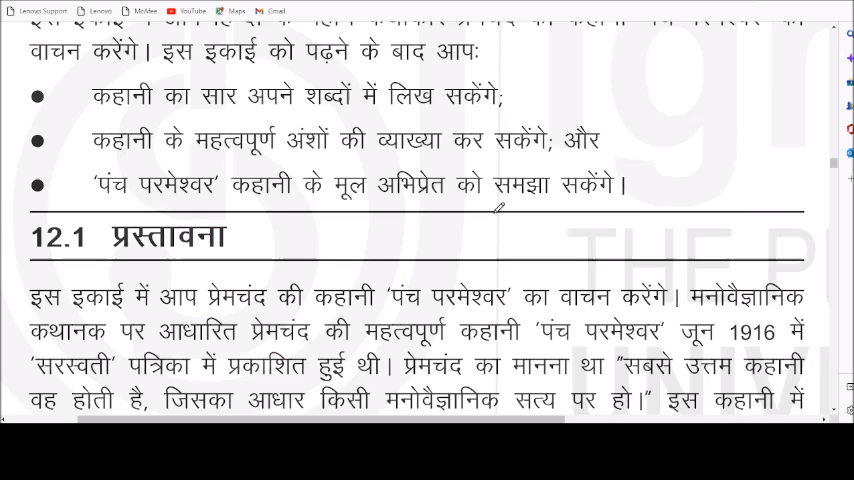 Lenovo Support Lenovo McAfee YouTube Maps Gmail
वाचन करेंगे। इस इकाई को पढ़ने के बाद आपः
● कहानी का सार अपने शब्दों में लिख सकेंगे;
● कहानी के महत्वपूर्ण अंशों की व्याख्या कर सकेंगे; और
● 'पंच परमेश्वर' कहानी के मूल अभिप्रेत को समझा सकेंगे।
12.1 प्रस्तावना
इस इकाई में आप प्रेमचंद की कहानी 'पंच परमेश्वर' का वाचन करेंगे। मनोवैज्ञानिक
कथानक पर आधारित प्रेमचंद की महत्वपूर्ण कहानी 'पंच परमेश्वर' जून 1916 में
'सरस्वती' पत्रिका में प्रकाशित हुई थी। प्रेमचंद का मानना था "सबसे उत्तम कहानी
वह होती है, जिसका आधार किसी मनोवैज्ञानिक सत्य पर हो।" इस कहानी में